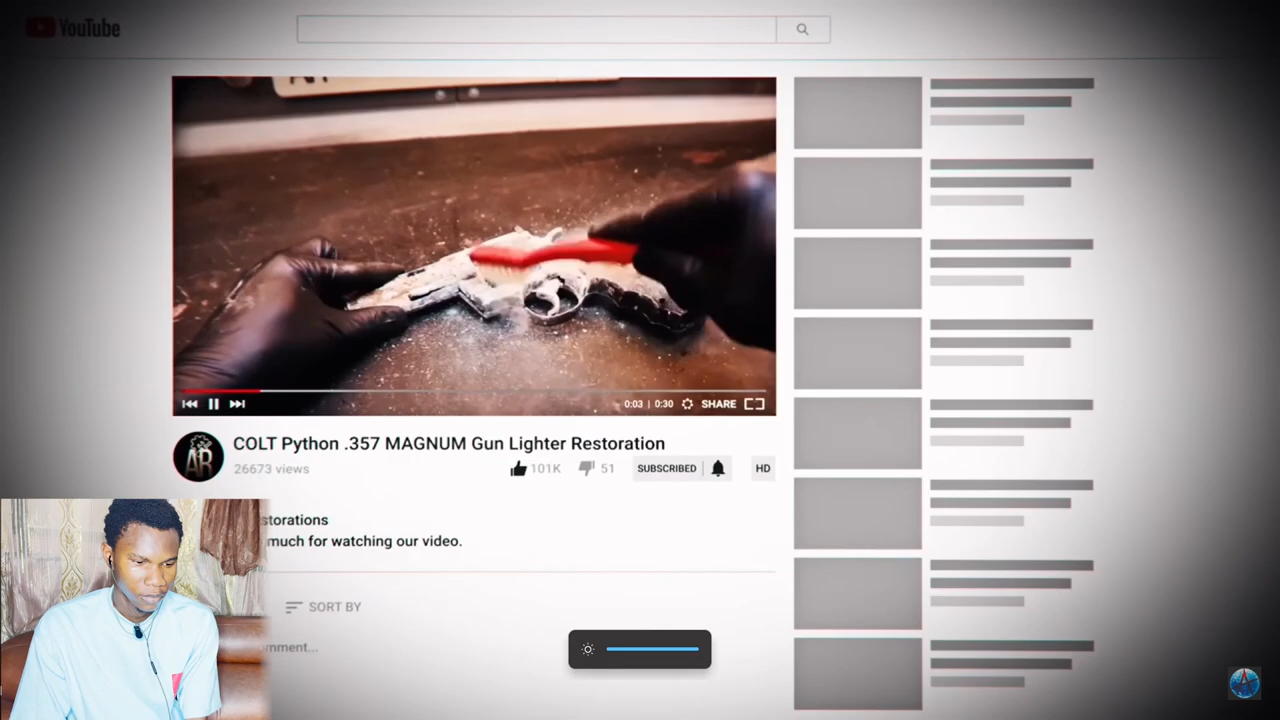 YouTube
0:03 | 0:30 SHARE
COLT Python .357 MAGNUM Gun Lighter Restoration
AR
26673 views
101K 51 SUBSCRIBED HD
storations
much for watching our video.
SORT BY
mment...